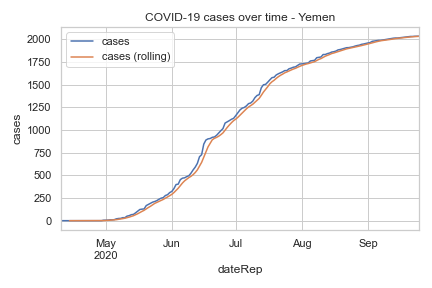 COVID-19 cases over time - Yemen
cases
cases (rolling)
2000
1750
1500
1250
1000
750
500
250
0
cases
May
2020
Jun
Jul
Aug
Sep
dateRep